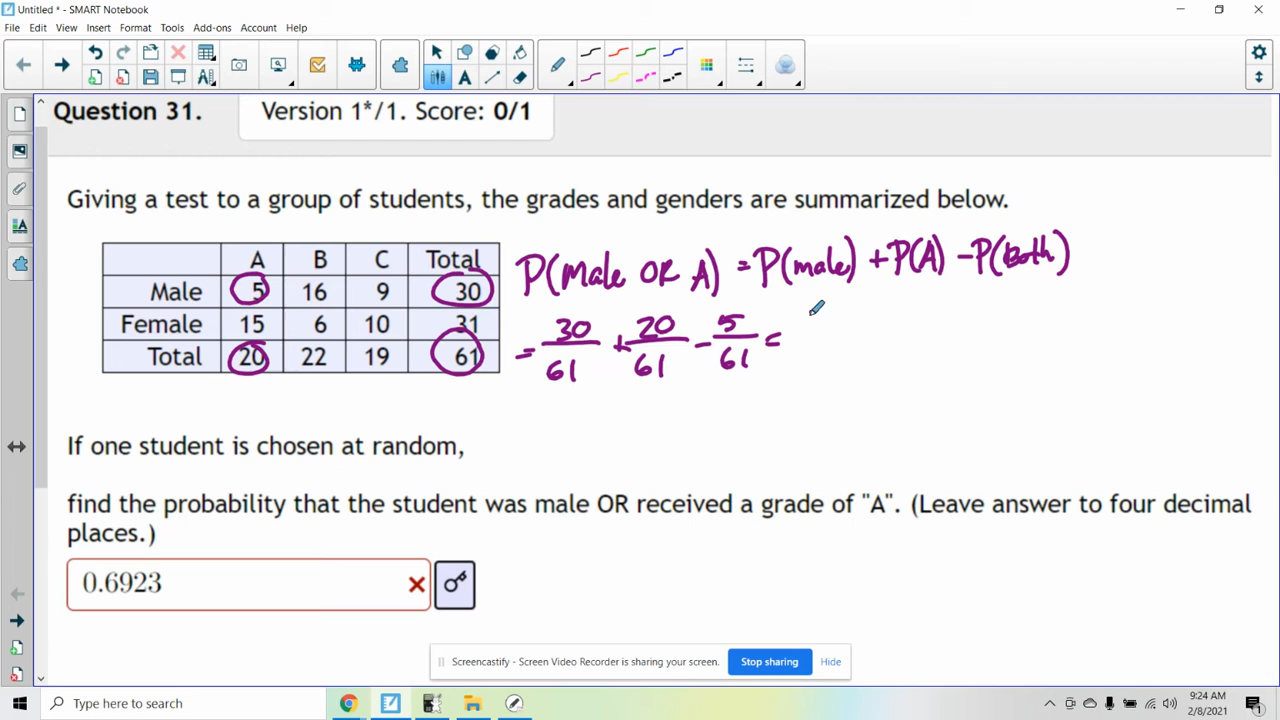 Untitled * - SMART Notebook
File Edit View Insert Format Tools Add-ons Account Help
Question 31. Version 1*/1. Score: 0/1
Giving a test to a group of students, the grades and genders are summarized below.
A B C Total
Male 5 16 9 30
Female 15 6 10 31
Total 20 22 19 61
P(Male OR A) = P(male) + P(A) - P(Both)
= 30/61 + 20/61 - 5/61 =
If one student is chosen at random,
find the probability that the student was male OR received a grade of "A". (Leave answer to four decimal
places.)
0.6923
Screencastify - Screen Video Recorder is sharing your screen. Stop sharing Hide
Type here to search
9:24 AM
2/8/2021
1